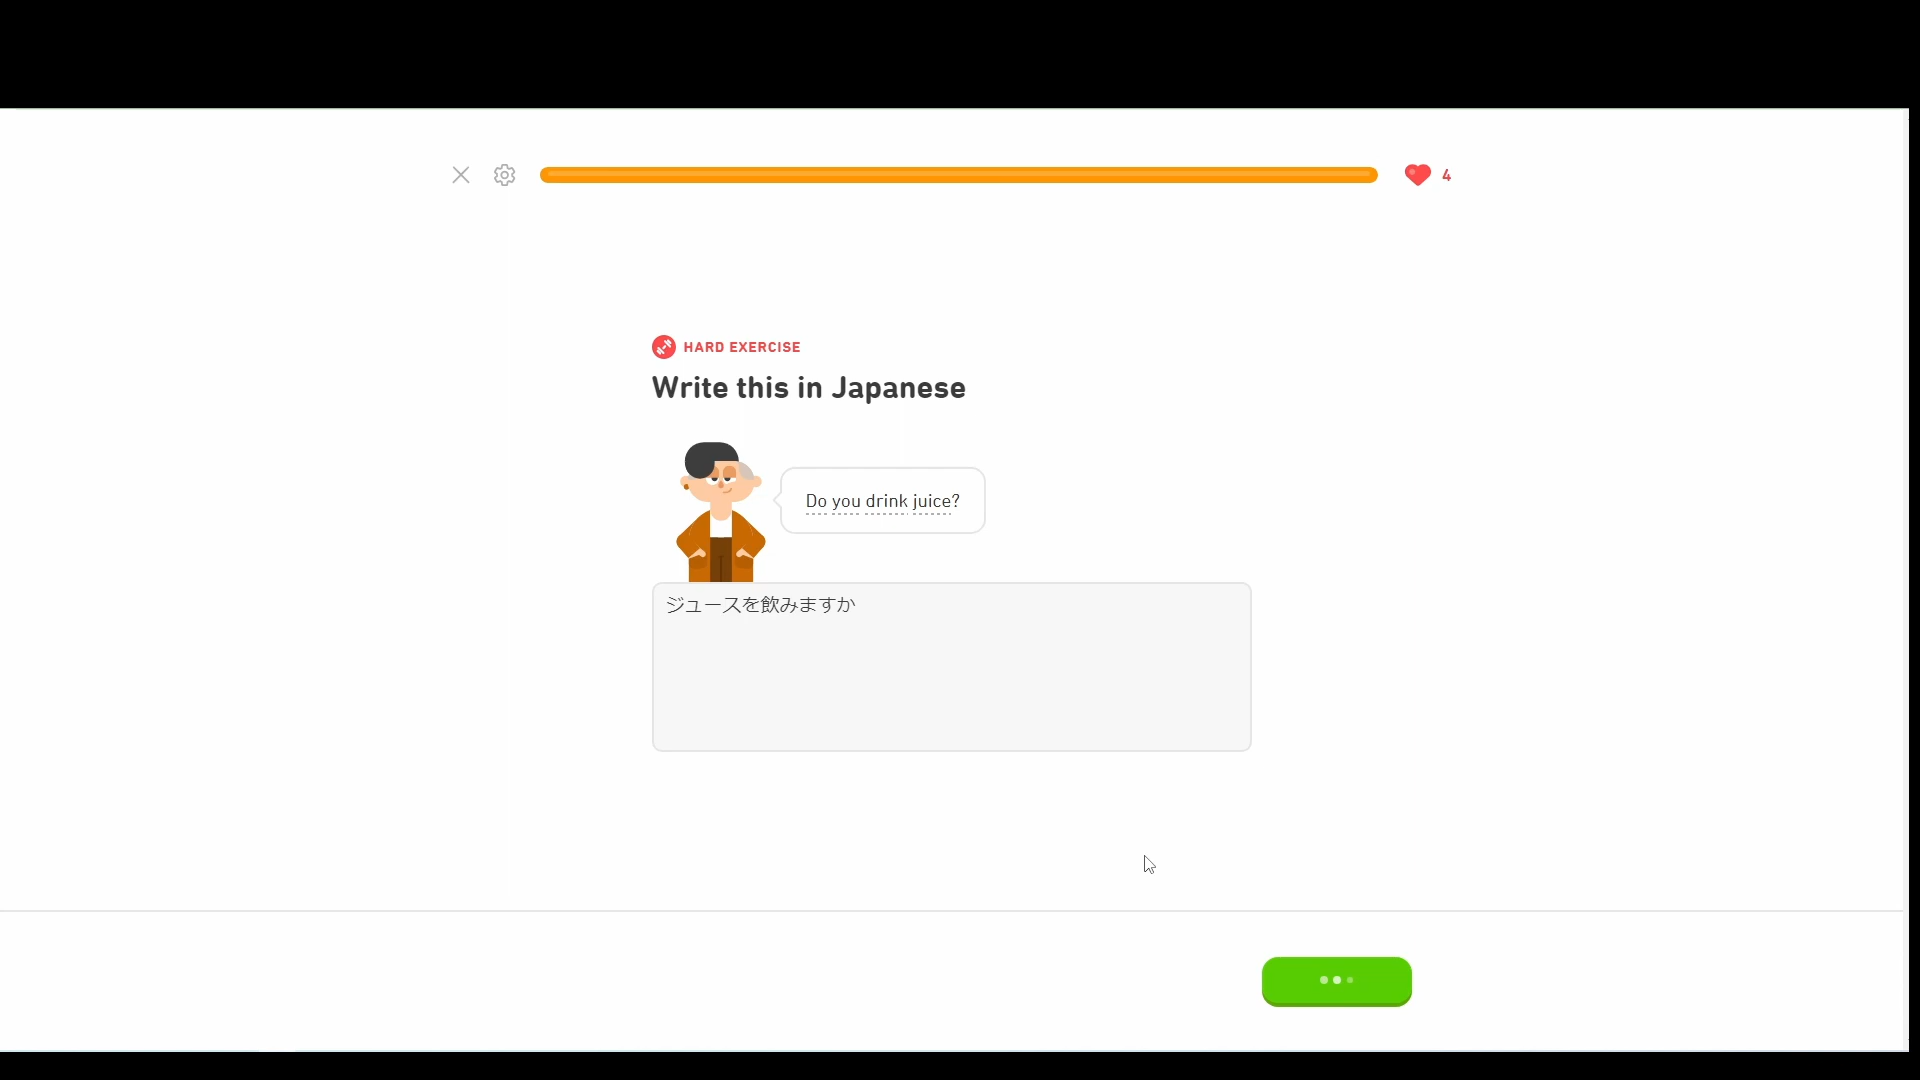 4
HARD EXERCISE
Write this in Japanese
Do you drink juice?
ジュースを飲みますか